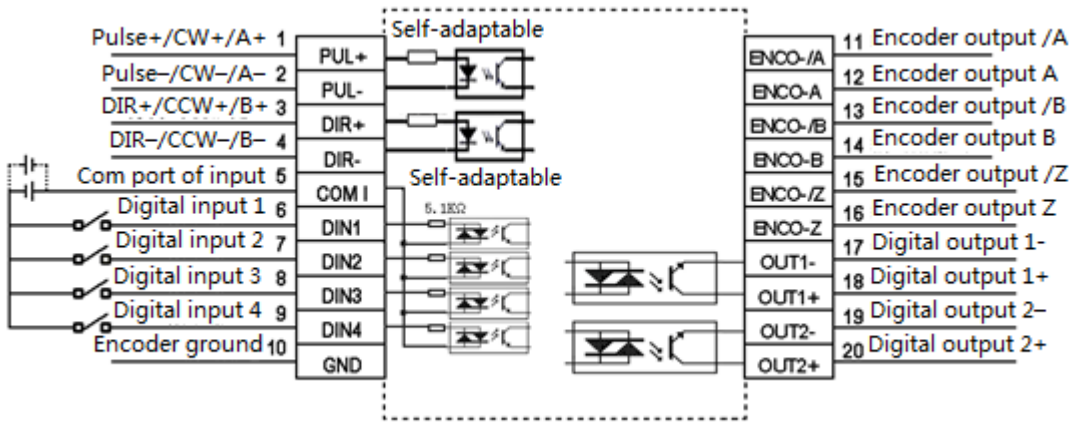 Self-adaptable
Pulse+/CW+/A+ 1
PUL+
Pulse–/CW–/A– 2
PUL-
DIR+/CCW+/B+ 3
DIR+
DIR–/CCW–/B– 4
DIR-
Self-adaptable
Com port of input 5
COM I
5.1KΩ
Digital input 1 6
DIN1
Digital input 2 7
DIN2
Digital input 3 8
DIN3
Digital input 4 9
DIN4
Encoder ground 10
GND
ENCO-/A
11 Encoder output /A
ENCO-A
12 Encoder output A
ENCO-/B
13 Encoder output /B
ENCO-B
14 Encoder output B
ENCO-/Z
15 Encoder output /Z
ENCO-Z
16 Encoder output Z
OUT1-
17 Digital output 1-
OUT1+
18 Digital output 1+
OUT2-
19 Digital output 2–
OUT2+
20 Digital output 2+